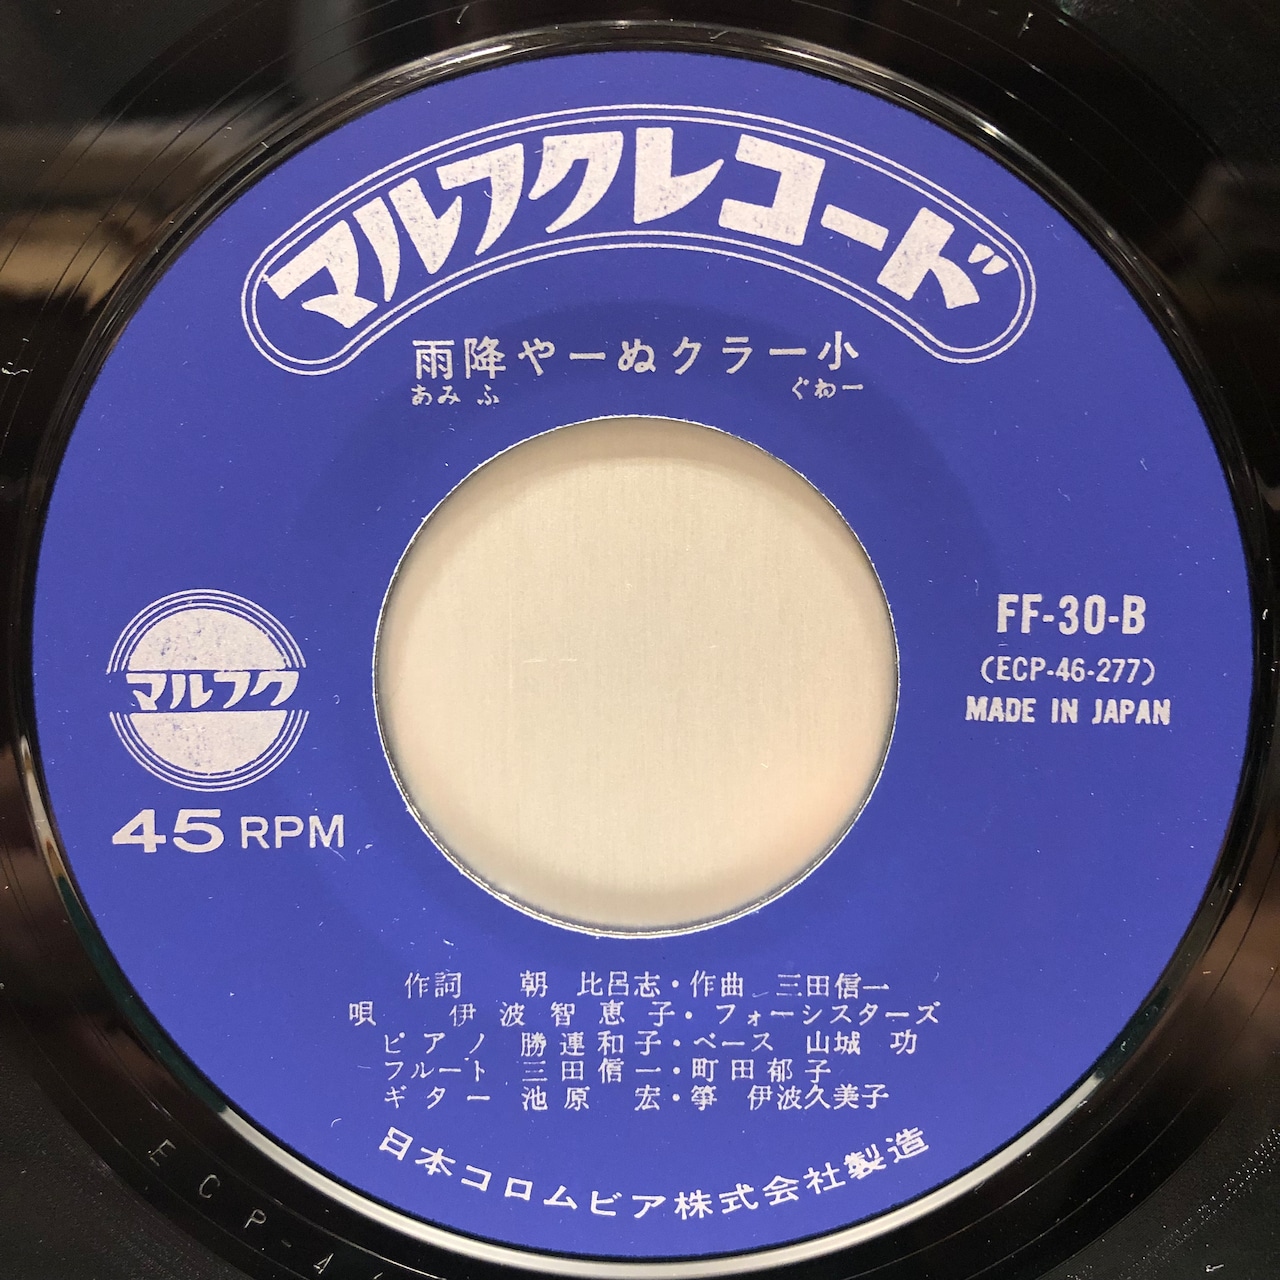 マルフクレコード
雨降やーぬクラー小
あみ ふ ぐわー
マルフク
45 RPM
FF-30-B
(ECP-46-277)
MADE IN JAPAN
作詞 朝 比呂志・作曲 三田信一
唄 伊波智恵子・フォーシスターズ
ピアノ 勝連和子・ベース 山城 功
フルート 三田信一・町田郁子
ギター 池原 宏・箏 伊波久美子
日本コロムビア株式会社製造
ECP-4